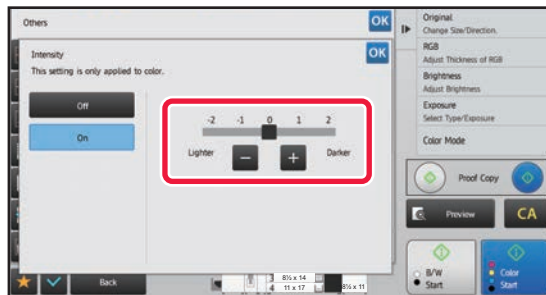 Others
OK
Intensity
OK
This setting is only applied to color.
Off
On
-2 -1 0 1 2
Lighter
Darker
Back
3 8½ x 14
4 11 x 17
8½ x 11
Original
Change Size/Direction.
RGB
Adjust Thickness of RGB
Brightness
Adjust Brightness
Exposure
Select Type/Exposure
Color Mode
Proof Copy
Preview
CA
B/W
Start
Color
Start